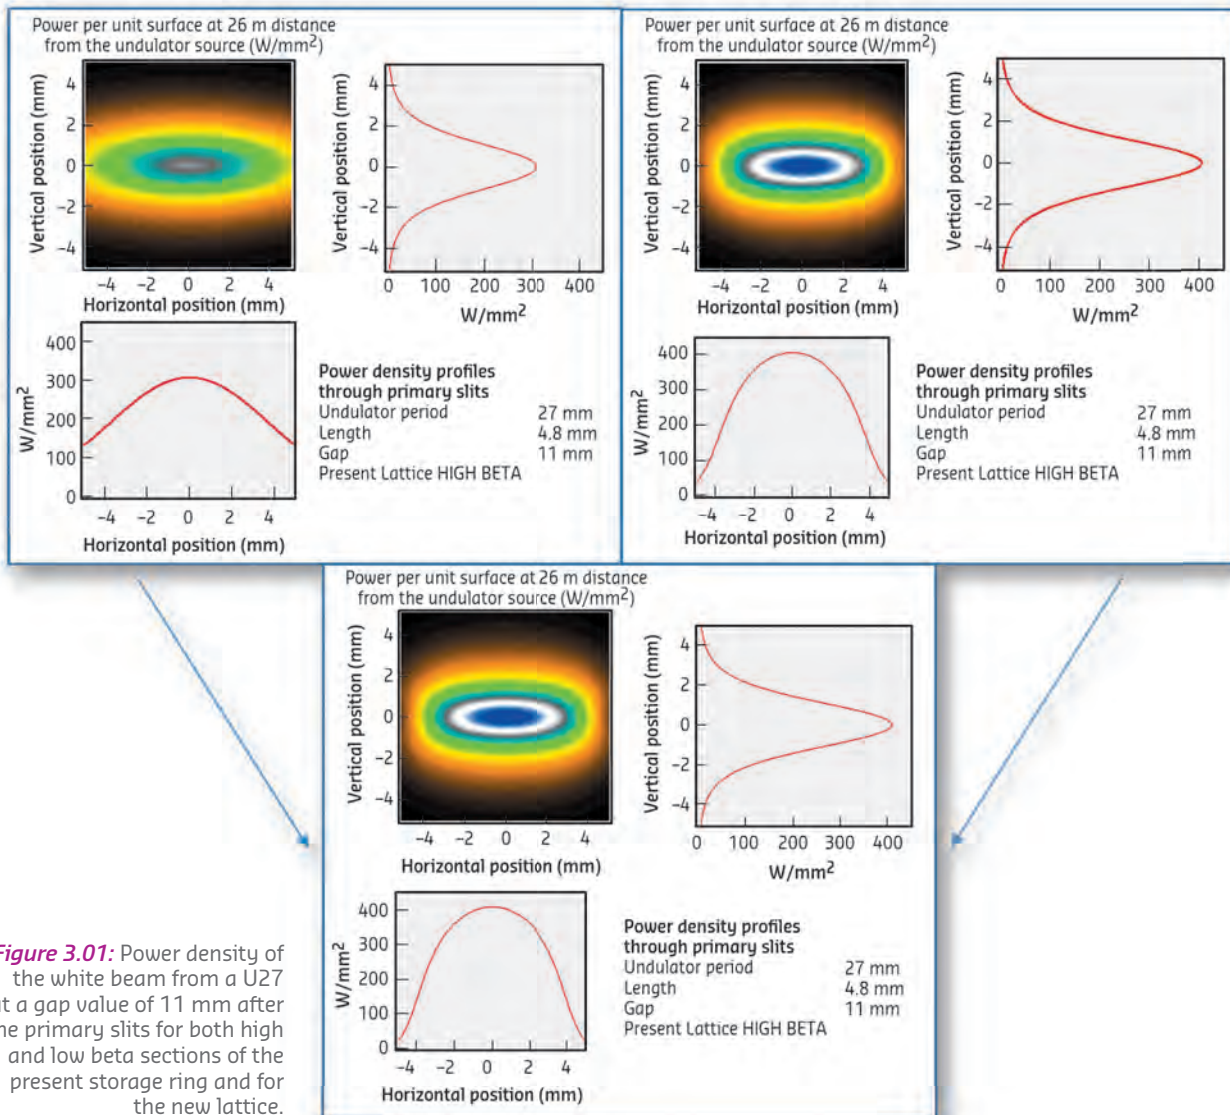 Power per unit surface at 26 m distance
from the undulator source (W/mm²)
Vertical position (mm)
4
2
0
−2
−4
−4 −2 0 2 4
Horizontal position (mm)
Vertical position (mm)
4
2
0
−2
−4
0 100 200 300 400
W/mm²
W/mm²
400
300
200
100
0
−4 −2 0 2 4
Horizontal position (mm)
Power density profiles
through primary slits
Undulator period 27 mm
Length 4.8 mm
Gap 11 mm
Present Lattice HIGH BETA
Power per unit surface at 26 m distance
from the undulator source (W/mm²)
Vertical position (mm)
4
2
0
−2
−4
−4 −2 0 2 4
Horizontal position (mm)
Vertical position (mm)
4
2
0
−2
−4
0 100 200 300 400
W/mm²
W/mm²
400
300
200
100
0
−4 −2 0 2 4
Horizontal position (mm)
Power density profiles
through primary slits
Undulator period 27 mm
Length 4.8 mm
Gap 11 mm
Present Lattice HIGH BETA
Power per unit surface at 26 m distance
from the undulator source (W/mm²)
Vertical position (mm)
4
2
0
−2
−4
−4 −2 0 2 4
Horizontal position (mm)
Vertical position (mm)
4
2
0
−2
−4
0 100 200 300 400
W/mm²
W/mm²
400
300
200
100
0
−4 −2 0 2 4
Horizontal position (mm)
Power density profiles
through primary slits
Undulator period 27 mm
Length 4.8 mm
Gap 11 mm
Present Lattice HIGH BETA
Figure 3.01: Power density of
the white beam from a U27
at a gap value of 11 mm after
the primary slits for both high
and low beta sections of the
present storage ring and for
the new lattice.